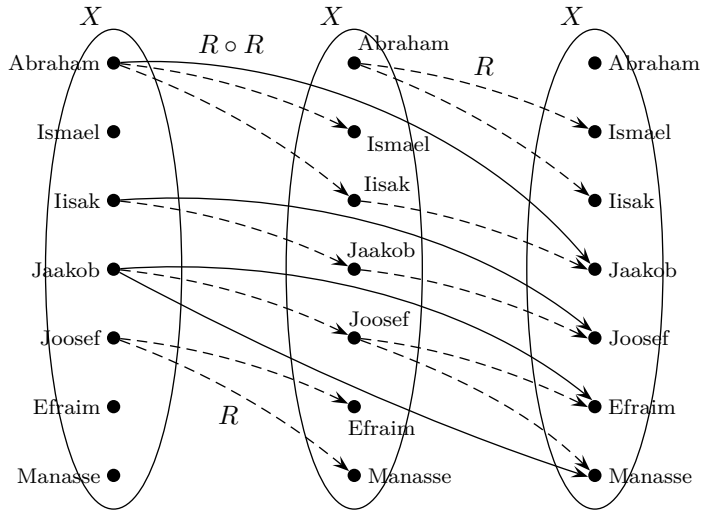 X X X
R ∘ R
Abraham Abraham R Abraham
Ismael Ismael Ismael
Iisak Iisak Iisak
Jaakob Jaakob Jaakob
Joosef Joosef Joosef
Efraim R Efraim Efraim
Manasse Manasse Manasse